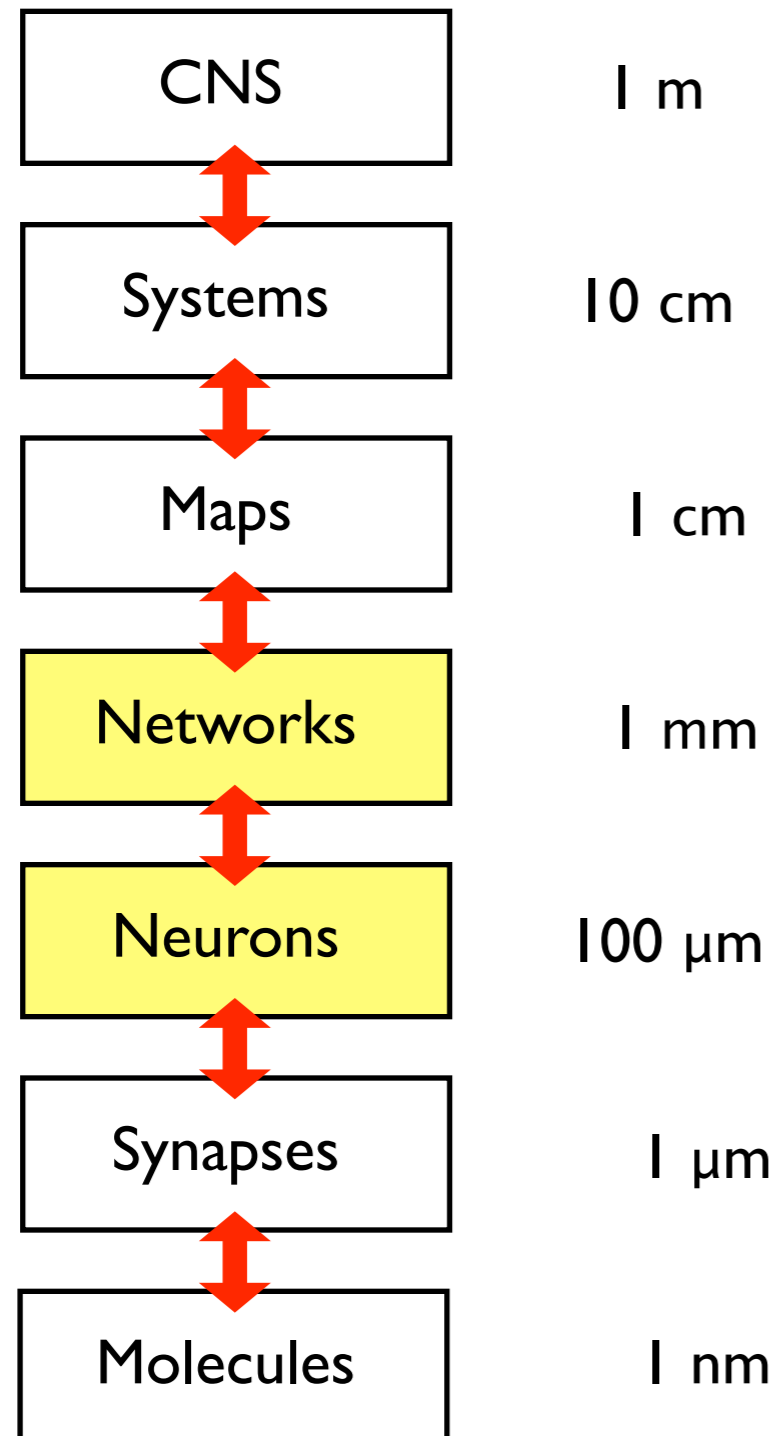 CNS 1 m
Systems 10 cm
Maps 1 cm
Networks 1 mm
Neurons 100 µm
Synapses 1 µm
Molecules 1 nm